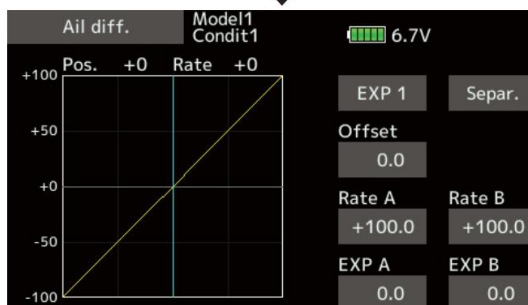 Ail diff.
Model1
Condit1
6.7V
Pos. +0 Rate +0
+100
+50
+0
-50
-100
EXP 1
Separ.
Offset
0.0
Rate A
Rate B
+100.0
+100.0
EXP A
EXP B
0.0
0.0